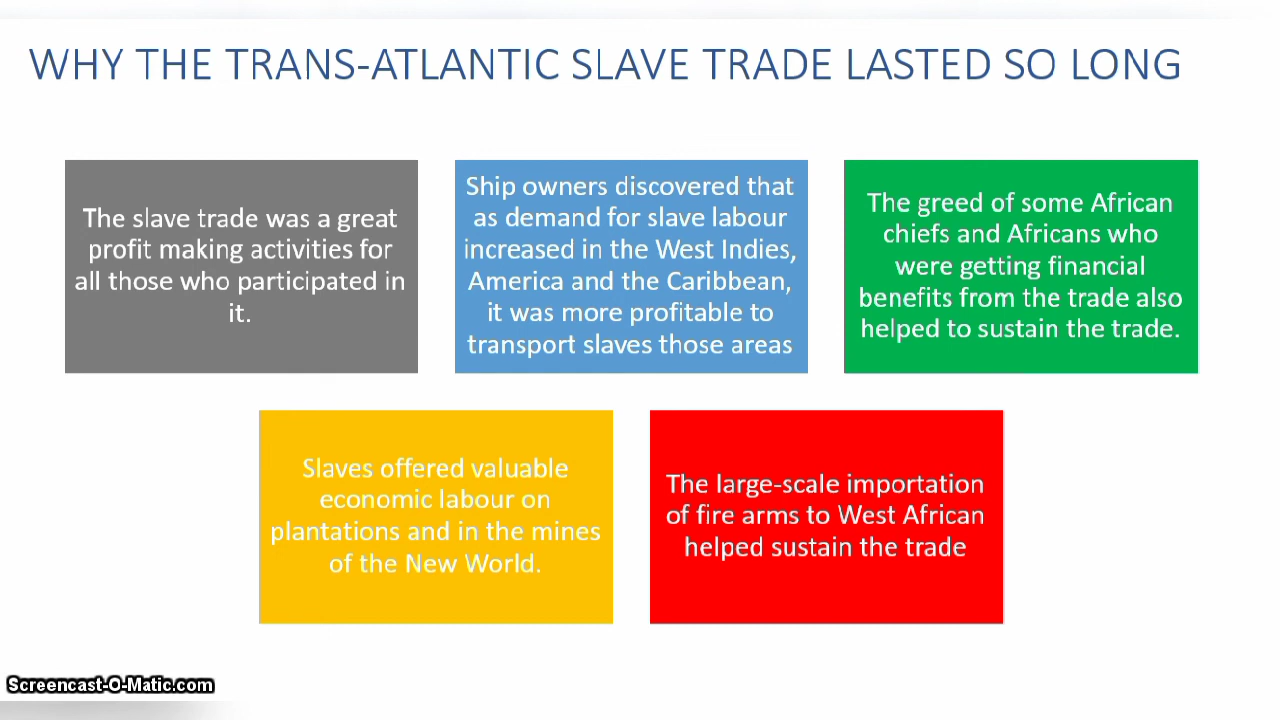 WHY THE TRANS-ATLANTIC SLAVE TRADE LASTED SO LONG
The slave trade was a great
profit making activities for
all those who participated in
it.
Ship owners discovered that
as demand for slave labour
increased in the West Indies,
America and the Caribbean,
it was more profitable to
transport slaves those areas
The greed of some African
chiefs and Africans who
were getting financial
benefits from the trade also
helped to sustain the trade.
Slaves offered valuable
economic labour on
plantations and in the mines
of the New World.
The large-scale importation
of fire arms to West African
helped sustain the trade
Screencast-O-Matic.com